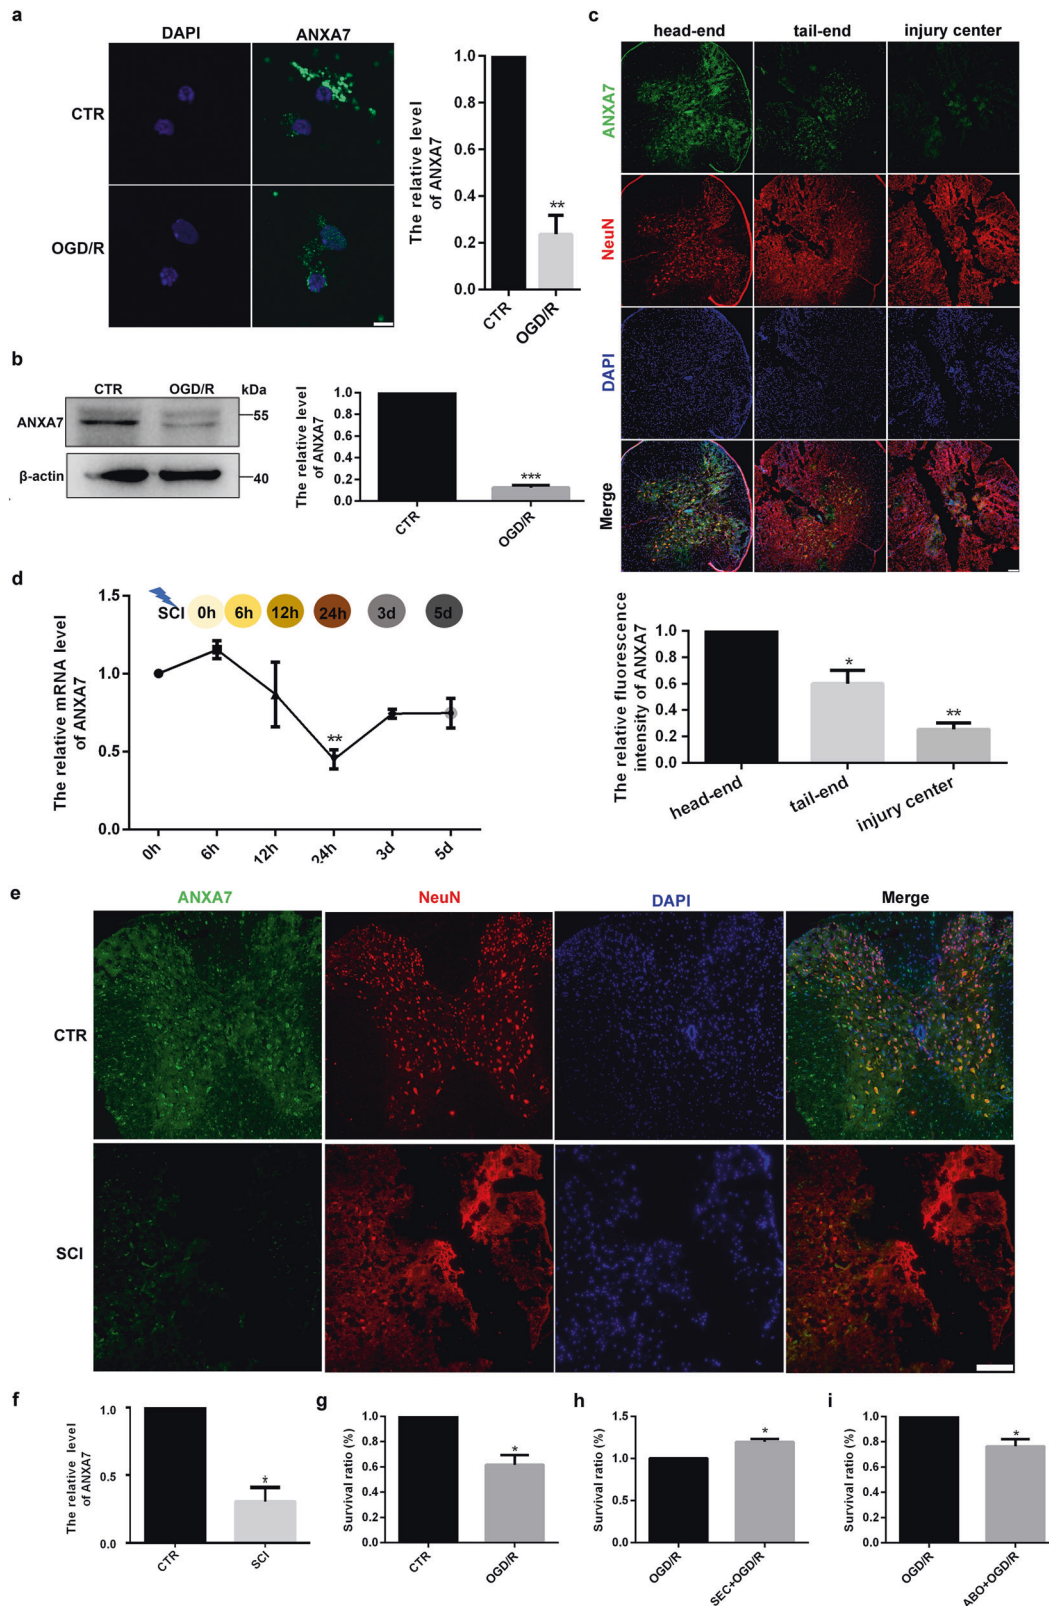 a
DAPI
ANXA7
CTR
OGD/R
The relative level
of ANXA7
1.0
0.8
0.6
0.4
0.2
0.0
**
CTR
OGD/R
b
CTR
OGD/R
kDa
ANXA7
55
β-actin
40
The relative level
of ANXA7
1.0
0.8
0.6
0.4
0.2
0.0
***
CTR
OGD/R
c
head-end
tail-end
injury center
ANXA7
NeuN
DAPI
Merge
The relative fluorescence
intensity of ANXA7
1.0
0.8
0.6
0.4
0.2
0.0
*
**
head-end
tail-end
injury center
d
SCI
0h
6h
12h
24h
3d
5d
The relative mRNA level
of ANXA7
1.5
1.0
0.5
0.0
**
0h
6h
12h
24h
3d
5d
e
ANXA7
NeuN
DAPI
Merge
CTR
SCI
f
The relative level
of ANXA7
1.0
0.5
0.0
*
CTR
SCI
g
Survival ratio (%)
1.0
0.8
0.6
0.4
0.2
0.0
*
CTR
OGD/R
h
Survival ratio (%)
1.5
1.0
0.5
0.0
*
OGD/R
SEC+OGD/R
i
Survival ratio (%)
1.0
0.8
0.6
0.4
0.2
0.0
*
OGD/R
ABO+OGD/R